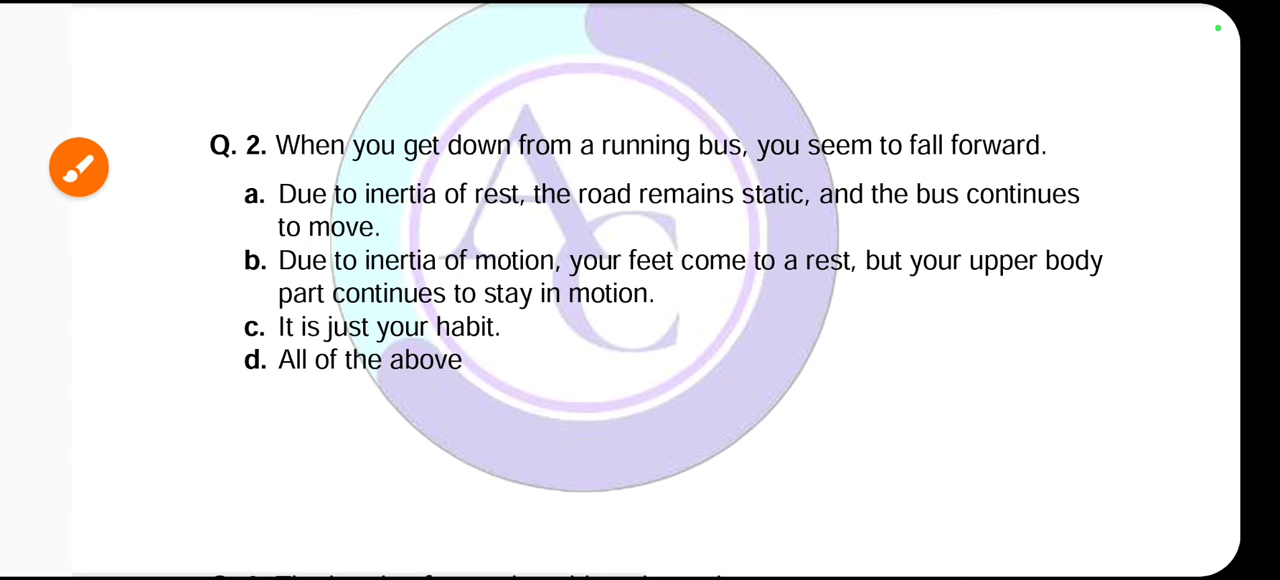 Q. 2. When you get down from a running bus, you seem to fall forward.
a. Due to inertia of rest, the road remains static, and the bus continues
to move.
b. Due to inertia of motion, your feet come to a rest, but your upper body
part continues to stay in motion.
c. It is just your habit.
d. All of the above
AC